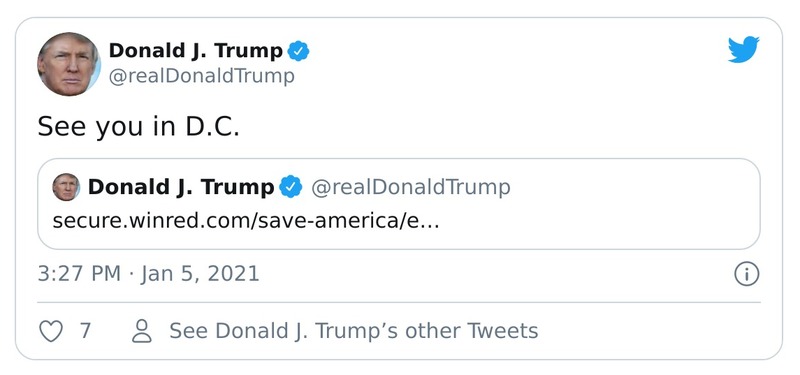 Donald J. Trump
@realDonaldTrump
See you in D.C.
Donald J. Trump @realDonaldTrump
secure.winred.com/save-america/e…
3:27 PM · Jan 5, 2021
7 See Donald J. Trump’s other Tweets